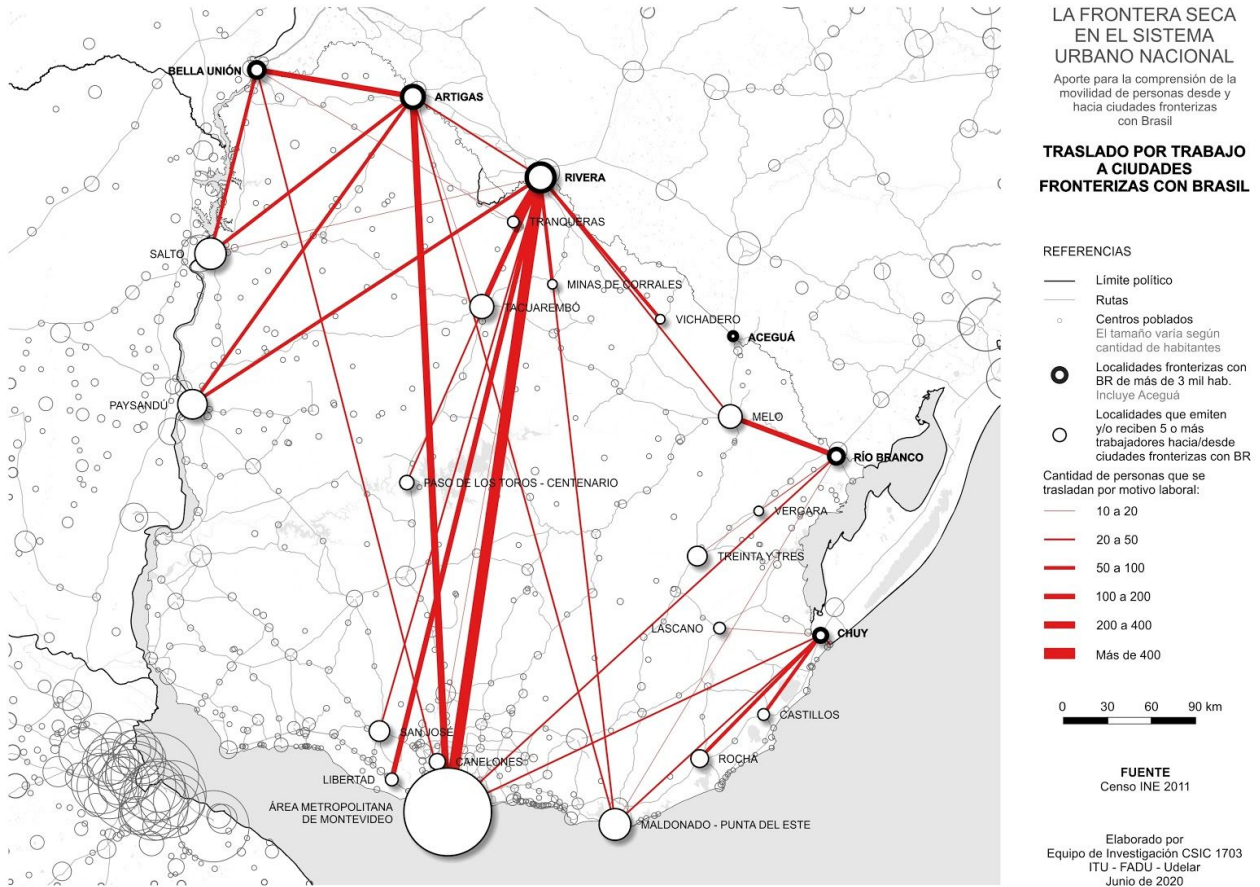 LA FRONTERA SECA
EN EL SISTEMA
URBANO NACIONAL
Aporte para la comprensión de la
movilidad de personas desde y
hacia ciudades fronterizas
con Brasil
TRASLADO POR TRABAJO
A CIUDADES
FRONTERIZAS CON BRASIL
REFERENCIAS
Límite político
Rutas
Centros poblados
El tamaño varía según
cantidad de habitantes
Localidades fronterizas con
BR de más de 3 mil hab.
Incluye Aceguá
Localidades que emiten
y/o reciben 5 o más
trabajadores hacia/desde
ciudades fronterizas con BR
Cantidad de personas que se
trasladan por motivo laboral:
10 a 20
20 a 50
50 a 100
100 a 200
200 a 400
Más de 400
0 30 60 90 km
FUENTE
Censo INE 2011
Elaborado por
Equipo de Investigación CSIC 1703
ITU - FADU - Udelar
Junio de 2020
BELLA UNIÓN
ARTIGAS
RIVERA
TRANQUERAS
SALTO
MINAS DE CORRALES
TACUAREMBÓ
VICHADERO
ACEGUÁ
PAYSANDÚ
MELO
RÍO BRANCO
PASO DE LOS TOROS - CENTENARIO
VERGARA
TREINTA Y TRES
LASCANO
CHUY
CASTILLOS
SAN JOSÉ
ROCHA
CANELONES
LIBERTAD
ÁREA METROPOLITANA
DE MONTEVIDEO
MALDONADO - PUNTA DEL ESTE